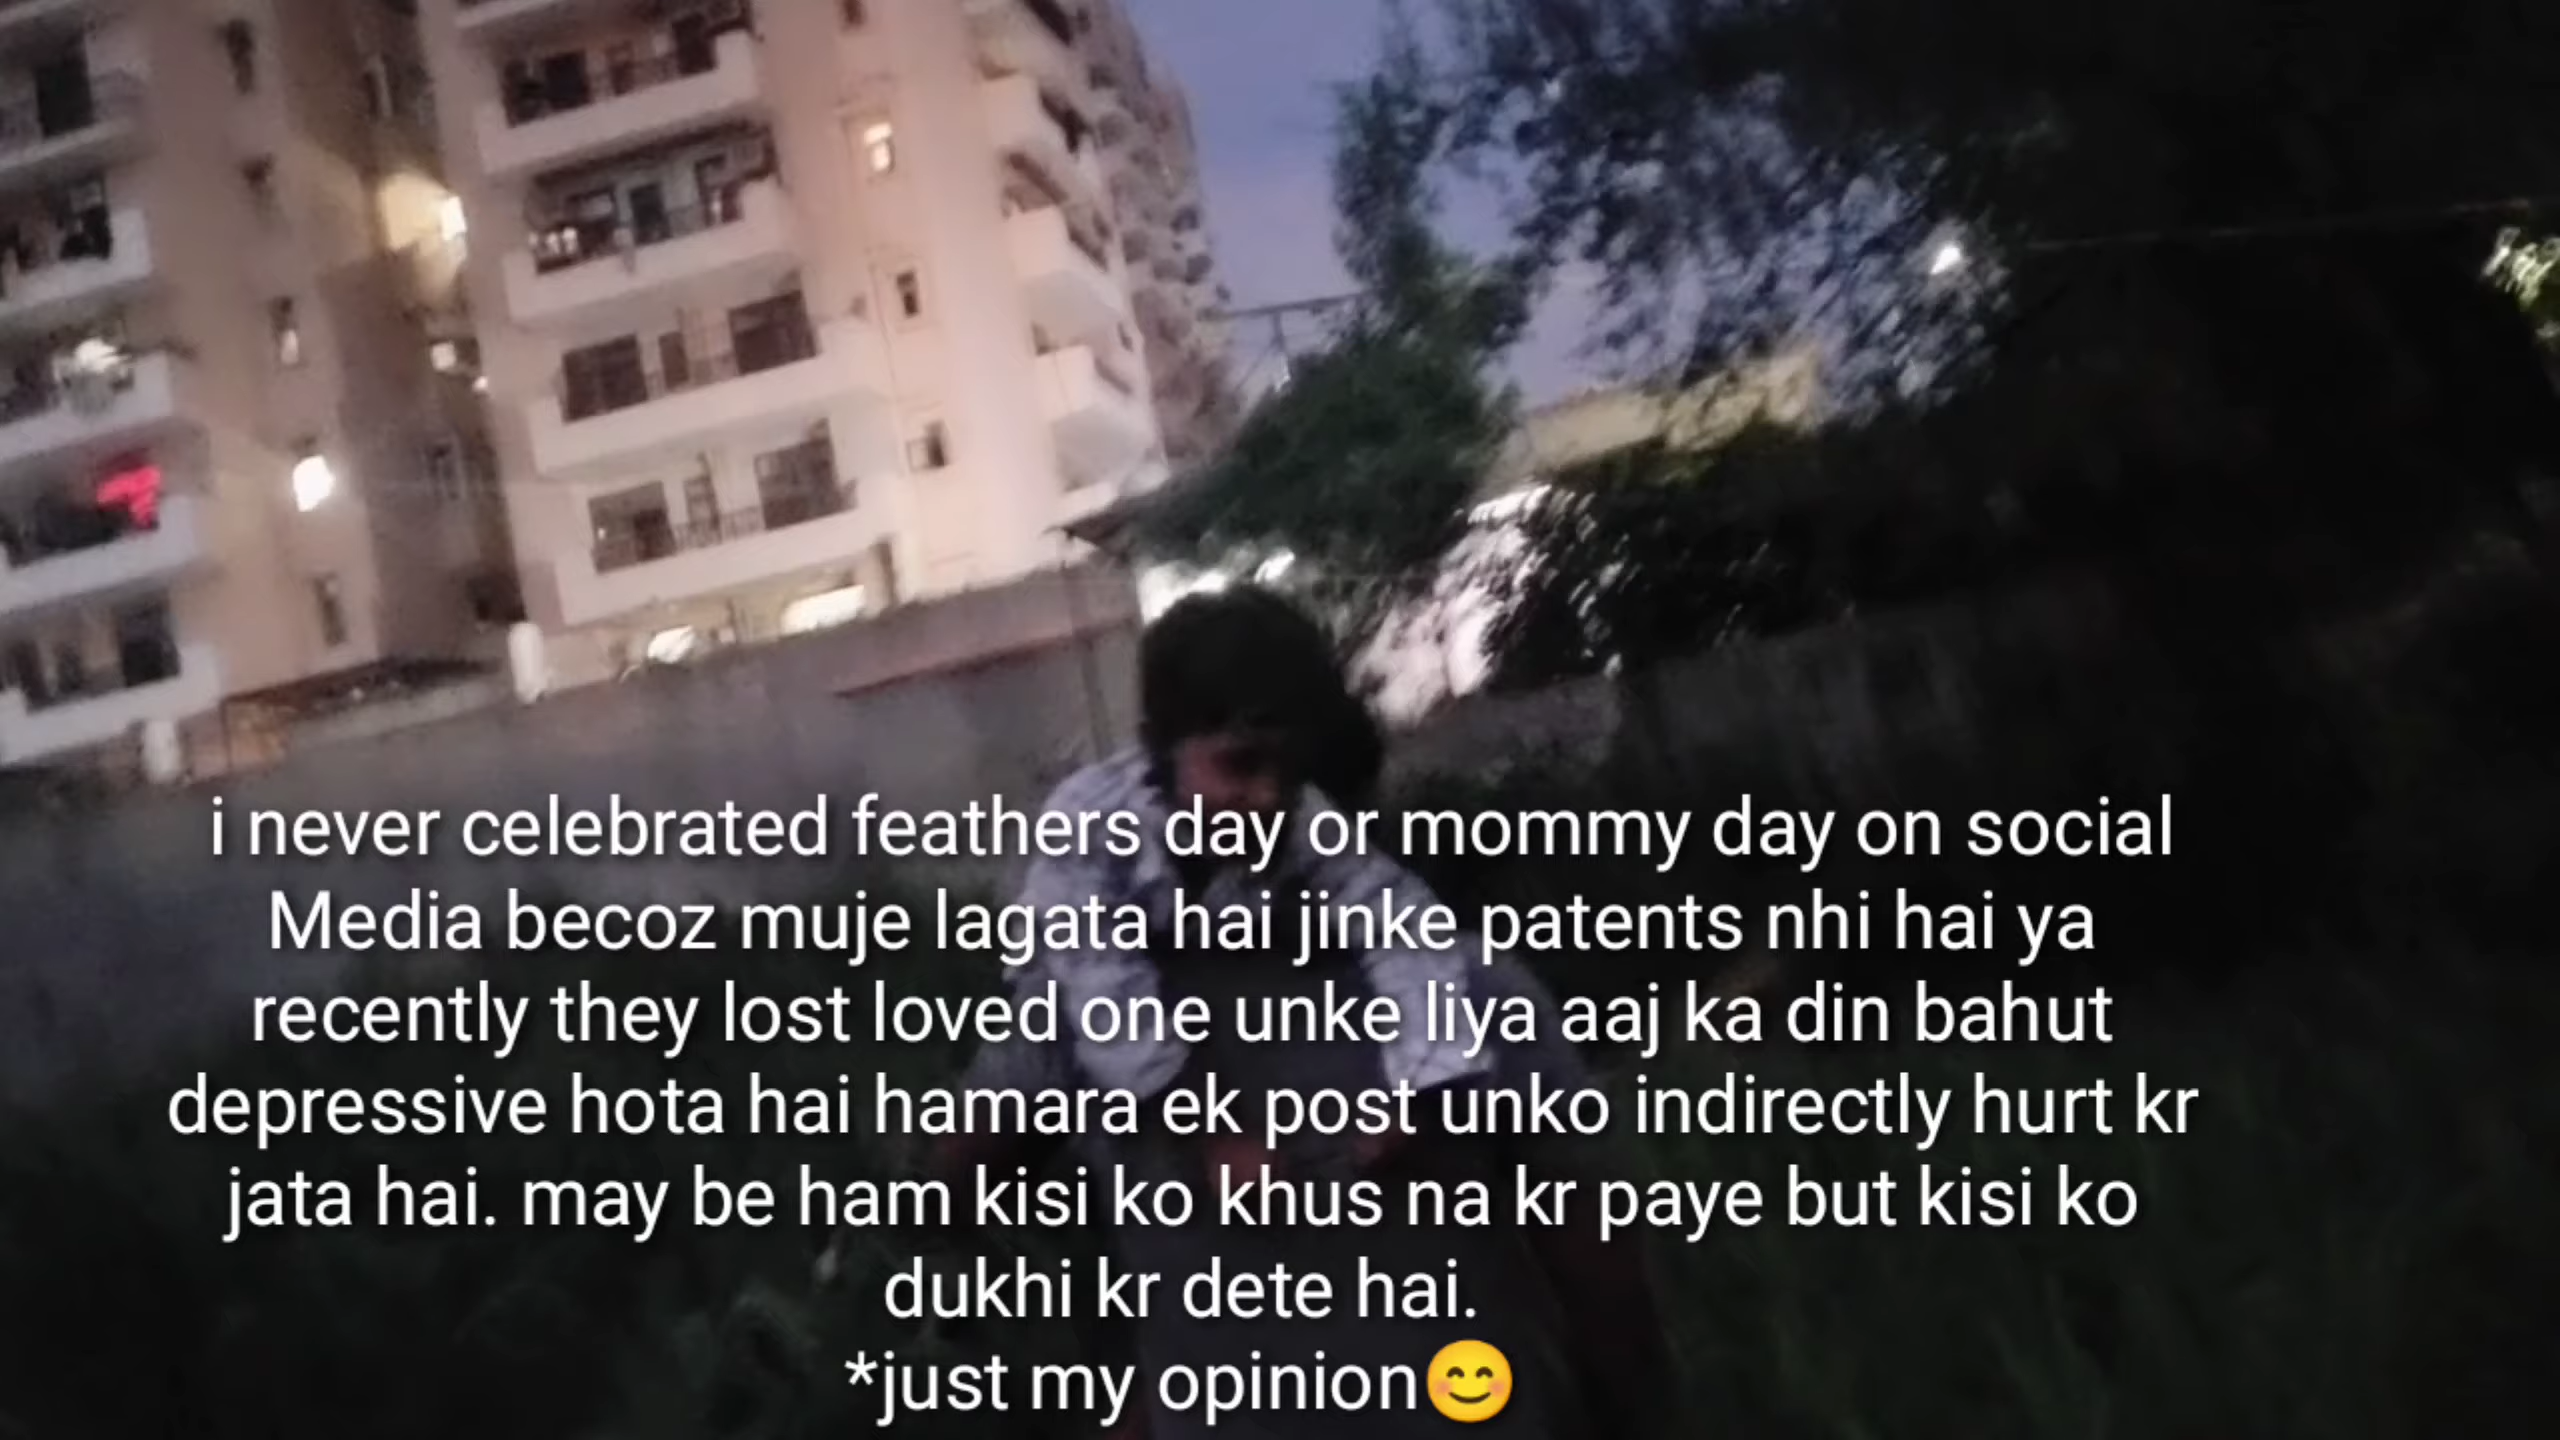 i never celebrated feathers day or mommy day on social
Media becoz muje lagata hai jinke patents nhi hai ya
recently they lost loved one unke liya aaj ka din bahut
depressive hota hai hamara ek post unko indirectly hurt kr
jata hai. may be ham kisi ko khus na kr paye but kisi ko
dukhi kr dete hai.
*just my opinion😊